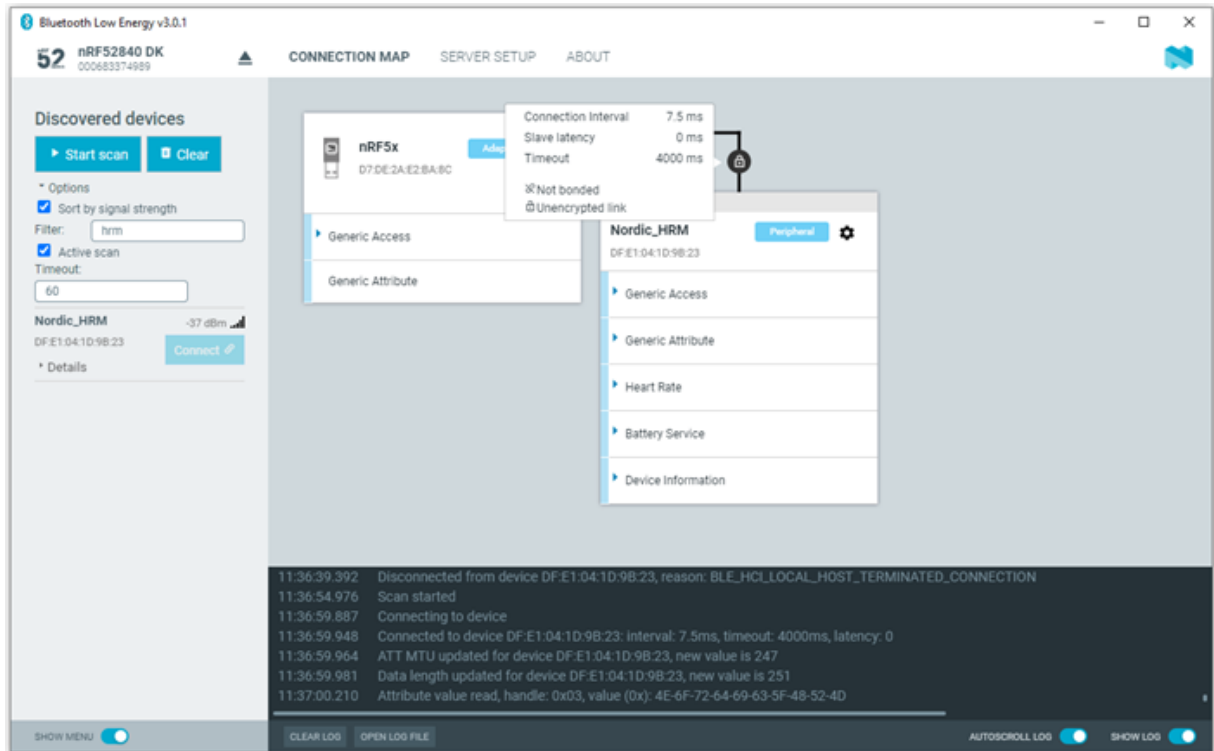 Bluetooth Low Energy v3.0.1
52 nRF52840 DK
000683374989
CONNECTION MAP SERVER SETUP ABOUT
Discovered devices
Start scan Clear
Options
Sort by signal strength
Filter: hrm
Active scan
Timeout:
60
Nordic_HRM -37 dBm
DF:E1:04:1D:9B:23
Connect
Details
nRF5x Adap
D7:DE:2A:E2:BA:8C
Generic Access
Generic Attribute
Connection Interval 7.5 ms
Slave latency 0 ms
Timeout 4000 ms
Not bonded
Unencrypted link
Nordic_HRM Peripheral
DF:E1:04:1D:9B:23
Generic Access
Generic Attribute
Heart Rate
Battery Service
Device Information
11:36:39.392 Disconnected from device DF:E1:04:1D:9B:23, reason: BLE_HCI_LOCAL_HOST_TERMINATED_CONNECTION
11:36:54.976 Scan started
11:36:59.887 Connecting to device
11:36:59.948 Connected to device DF:E1:04:1D:9B:23: interval: 7.5ms, timeout: 4000ms, latency: 0
11:36:59.964 ATT MTU updated for device DF:E1:04:1D:9B:23, new value is 247
11:36:59.981 Data length updated for device DF:E1:04:1D:9B:23, new value is 251
11:37:00.210 Attribute value read, handle: 0x03, value (0x): 4E-6F-72-64-69-63-5F-48-52-4D
SHOW MENU CLEAR LOG OPEN LOG FILE AUTOSCROLL LOG SHOW LOG